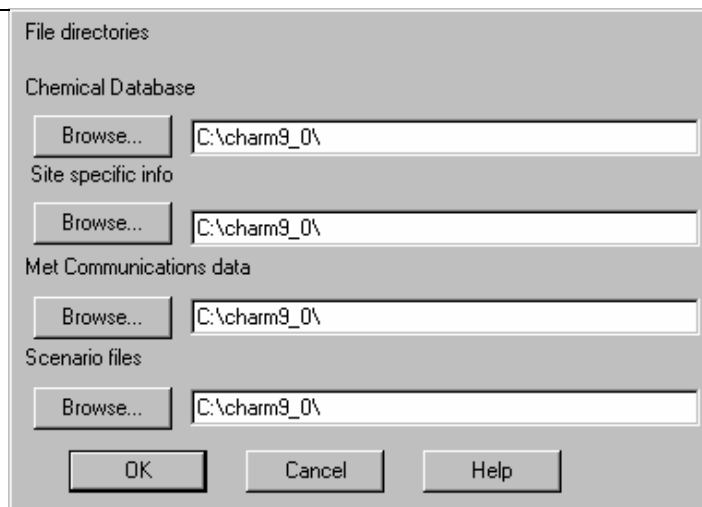 File directories
Chemical Database
Browse... C:\charm9_0\
Site specific info
Browse... C:\charm9_0\
Met Communications data
Browse... C:\charm9_0\
Scenario files
Browse... C:\charm9_0\
OK Cancel Help